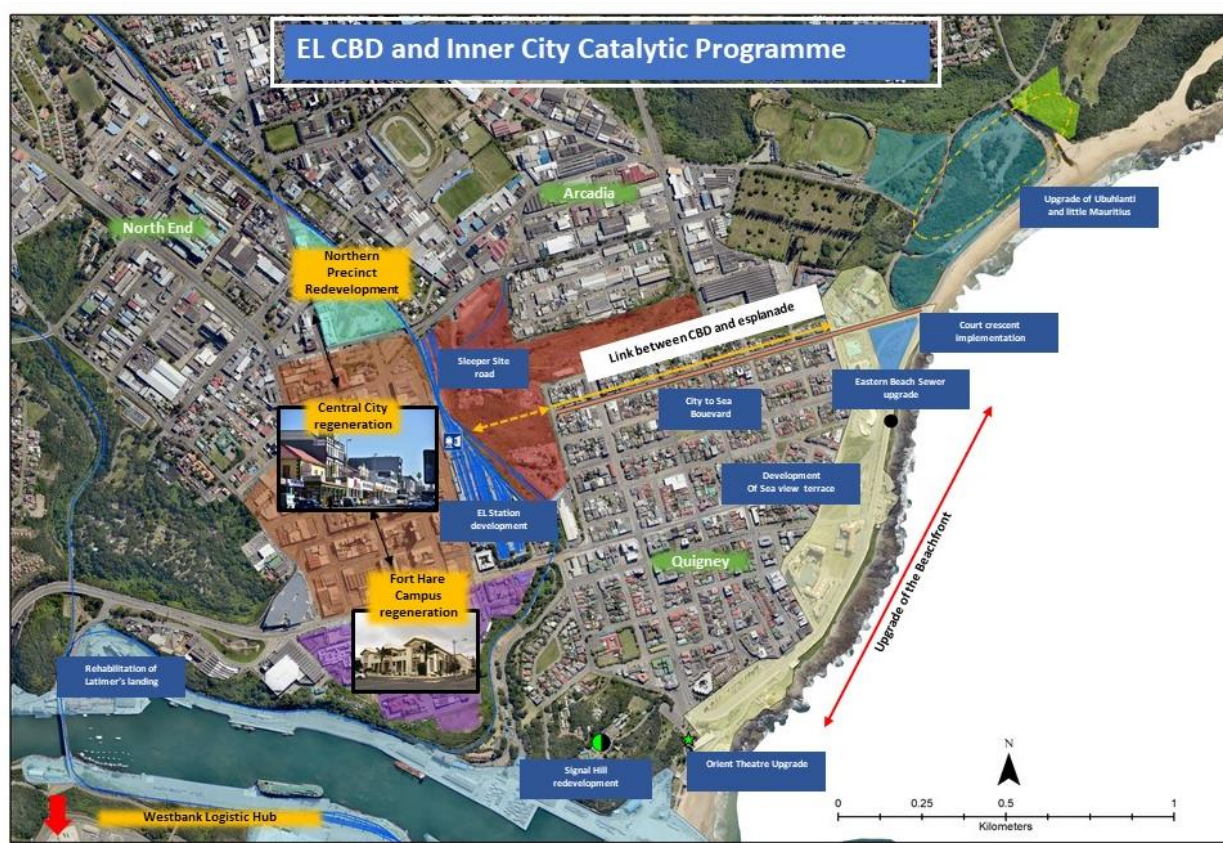 EL CBD and Inner City Catalytic Programme
Arcadia
North End
Upgrade of Ubuhlanti
and little Mauritius
Northern
Precinct
Redevelopment
Link between CBD and esplanade
Court crescent
implementation
Sleeper Site
road
Eastern Beach Sewer
upgrade
City to Sea
Bouevard
Central City
regeneration
Development
Of Sea view terrace
EL Station
development
Quigney
Upgrade of the Beachfront
Fort Hare
Campus
regeneration
Rehabilitation of
Latimer's landing
Signal Hill
redevelopment
Orient Theatre Upgrade
N
0 0.25 0.5 1
Kilometers
Westbank Logistic Hub